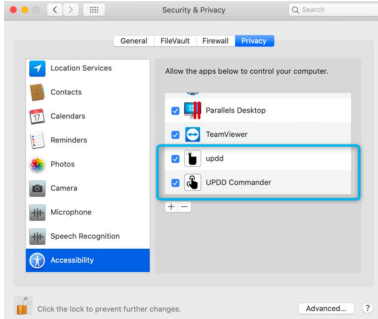 Security & Privacy
Search
General FileVault Firewall Privacy
Location Services
Contacts
17
Calendars
Reminders
Photos
Camera
Microphone
Speech Recognition
Accessibility
Allow the apps below to control your computer.
Parallels Desktop
TeamViewer
updd
UPDD Commander
+ −
Click the lock to prevent further changes.
Advanced... ?